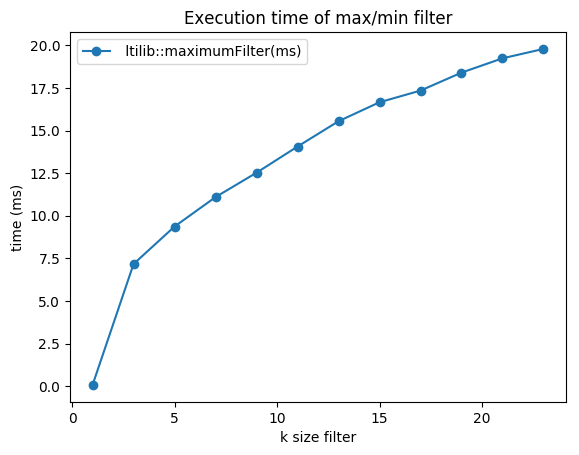 Execution time of max/min filter
ltilib::maximumFilter(ms)
time (ms)
20.0
17.5
15.0
12.5
10.0
7.5
5.0
2.5
0.0
0 5 10 15 20
k size filter